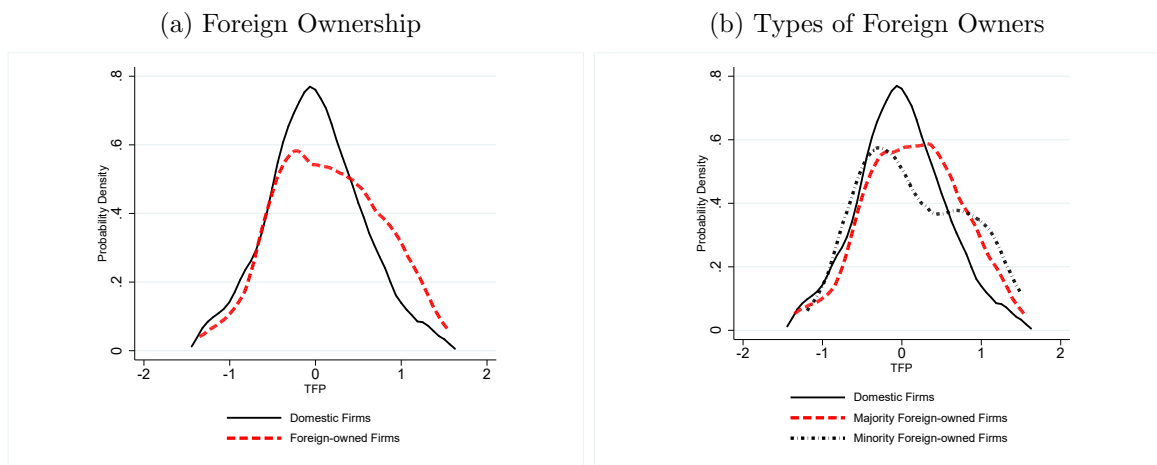 (a) Foreign Ownership
.8
.6
.4
.2
0
Probability Density
-2 -1 0 1 2
TFP
Domestic Firms
Foreign-owned Firms
(b) Types of Foreign Owners
.8
.6
.4
.2
0
Probability Density
-2 -1 0 1 2
TFP
Domestic Firms
Majority Foreign-owned Firms
Minority Foreign-owned Firms